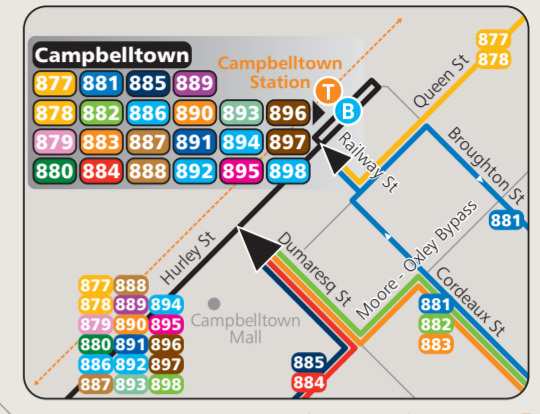 Campbelltown
877 881 885 889
878 882 886 890 893 896
879 883 887 891 894 897
880 884 888 892 895 898
Campbelltown
Station
T
B
877
878
Queen St
Broughton St
881
Railway St
Moore - Oxley Bypass
Hurley St
Dumaresq St
Cordeaux St
881
882
883
Campbelltown
Mall
877 888
878 889 894
879 890 895
880 891 896
886 892 897
887 893 898
885
884